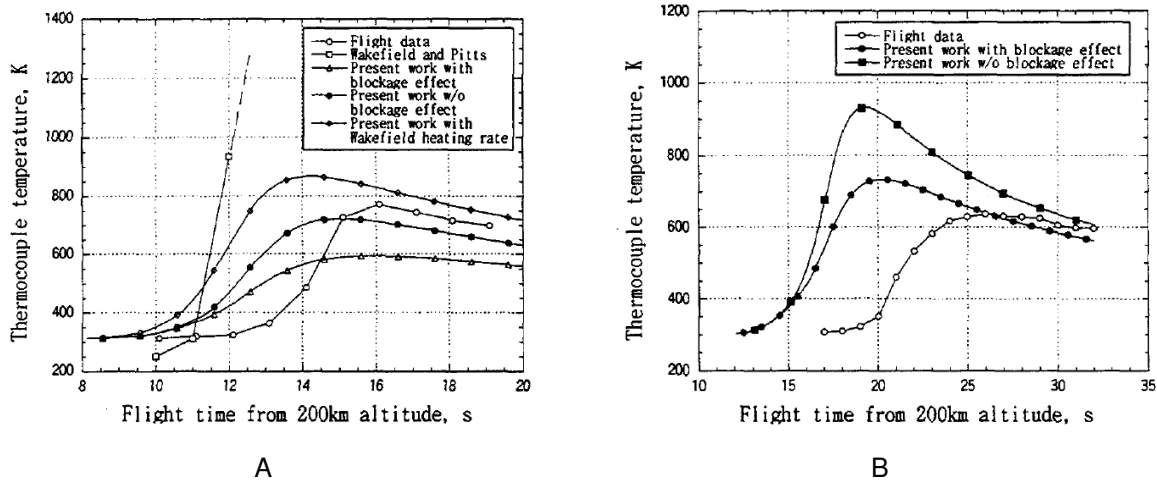 1400
1300
1200
1000
800
600
400
200
8
10
12
14
16
18
20
Thermocouple temperature, K
Flight time from 200km altitude, s
Flight data
Wakefield and Pitts
Present work with
blockage effect
Present work w/o
blockage effect
Present work with
Wakefield heating rate
A
1200
1000
800
600
400
200
10
15
20
25
30
35
Thermocouple temperature, K
Flight time from 200km altitude, s
Flight data
Present work with blockage effect
Present work w/o blockage effect
B